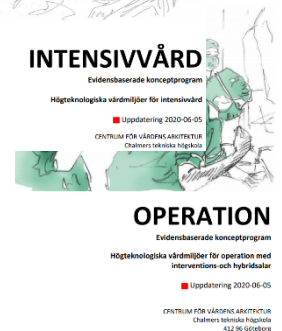 INTENSIVVÅRD
Evidensbaserade konceptprogram
Högteknologiska vårdmiljöer för intensivvård
Uppdatering 2020-06-05
CENTRUM FÖR VÅRDENS ARKITEKTUR
Chalmers tekniska högskola
OPERATION
Evidensbaserade konceptprogram
Högteknologiska vårdmiljöer för operation med
interventions-och hybridsalar
Uppdatering 2020-06-05
CENTRUM FÖR VÅRDENS ARKITEKTUR
Chalmers tekniska högskola
412 96 Göteborg